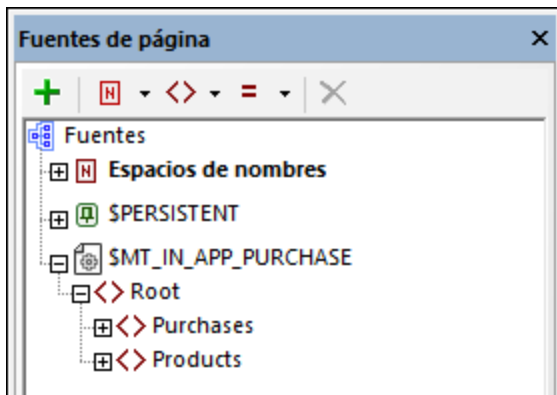 Fuentes de página
Fuentes
Espacios de nombres
$PERSISTENT
$MT_IN_APP_PURCHASE
Root
Purchases
Products